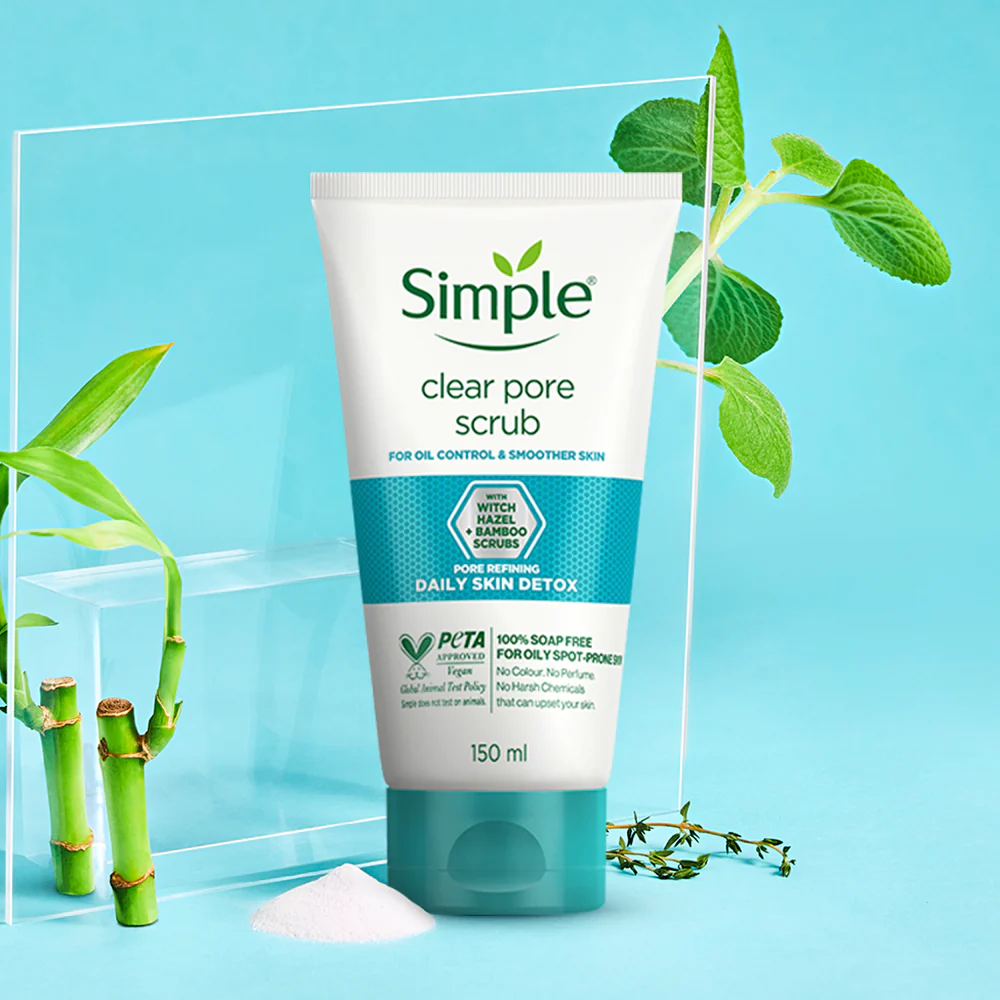 Simple®
clear pore
scrub
FOR OIL CONTROL & SMOOTHER SKIN
WITH
WITCH
HAZEL
+ BAMBOO
SCRUBS
PORE REFINING
DAILY SKIN DETOX
PETA
APPROVED
Vegan
Global Animal Test Policy
Simple does not test on animals.
100% SOAP FREE
FOR OILY SPOT-PRONE SKIN
No Colour. No Perfume.
No Harsh Chemicals
that can upset your skin.
150 ml